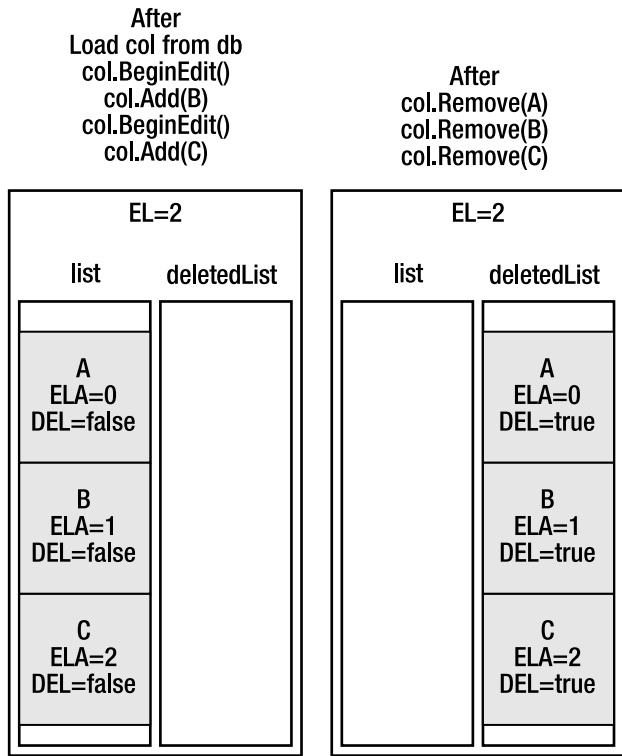 After
Load col from db
col.BeginEdit()
col.Add(B)
col.BeginEdit()
col.Add(C)
EL=2
list
deletedList
A
ELA=0
DEL=false
B
ELA=1
DEL=false
C
ELA=2
DEL=false
After
col.Remove(A)
col.Remove(B)
col.Remove(C)
EL=2
list
deletedList
A
ELA=0
DEL=true
B
ELA=1
DEL=true
C
ELA=2
DEL=true